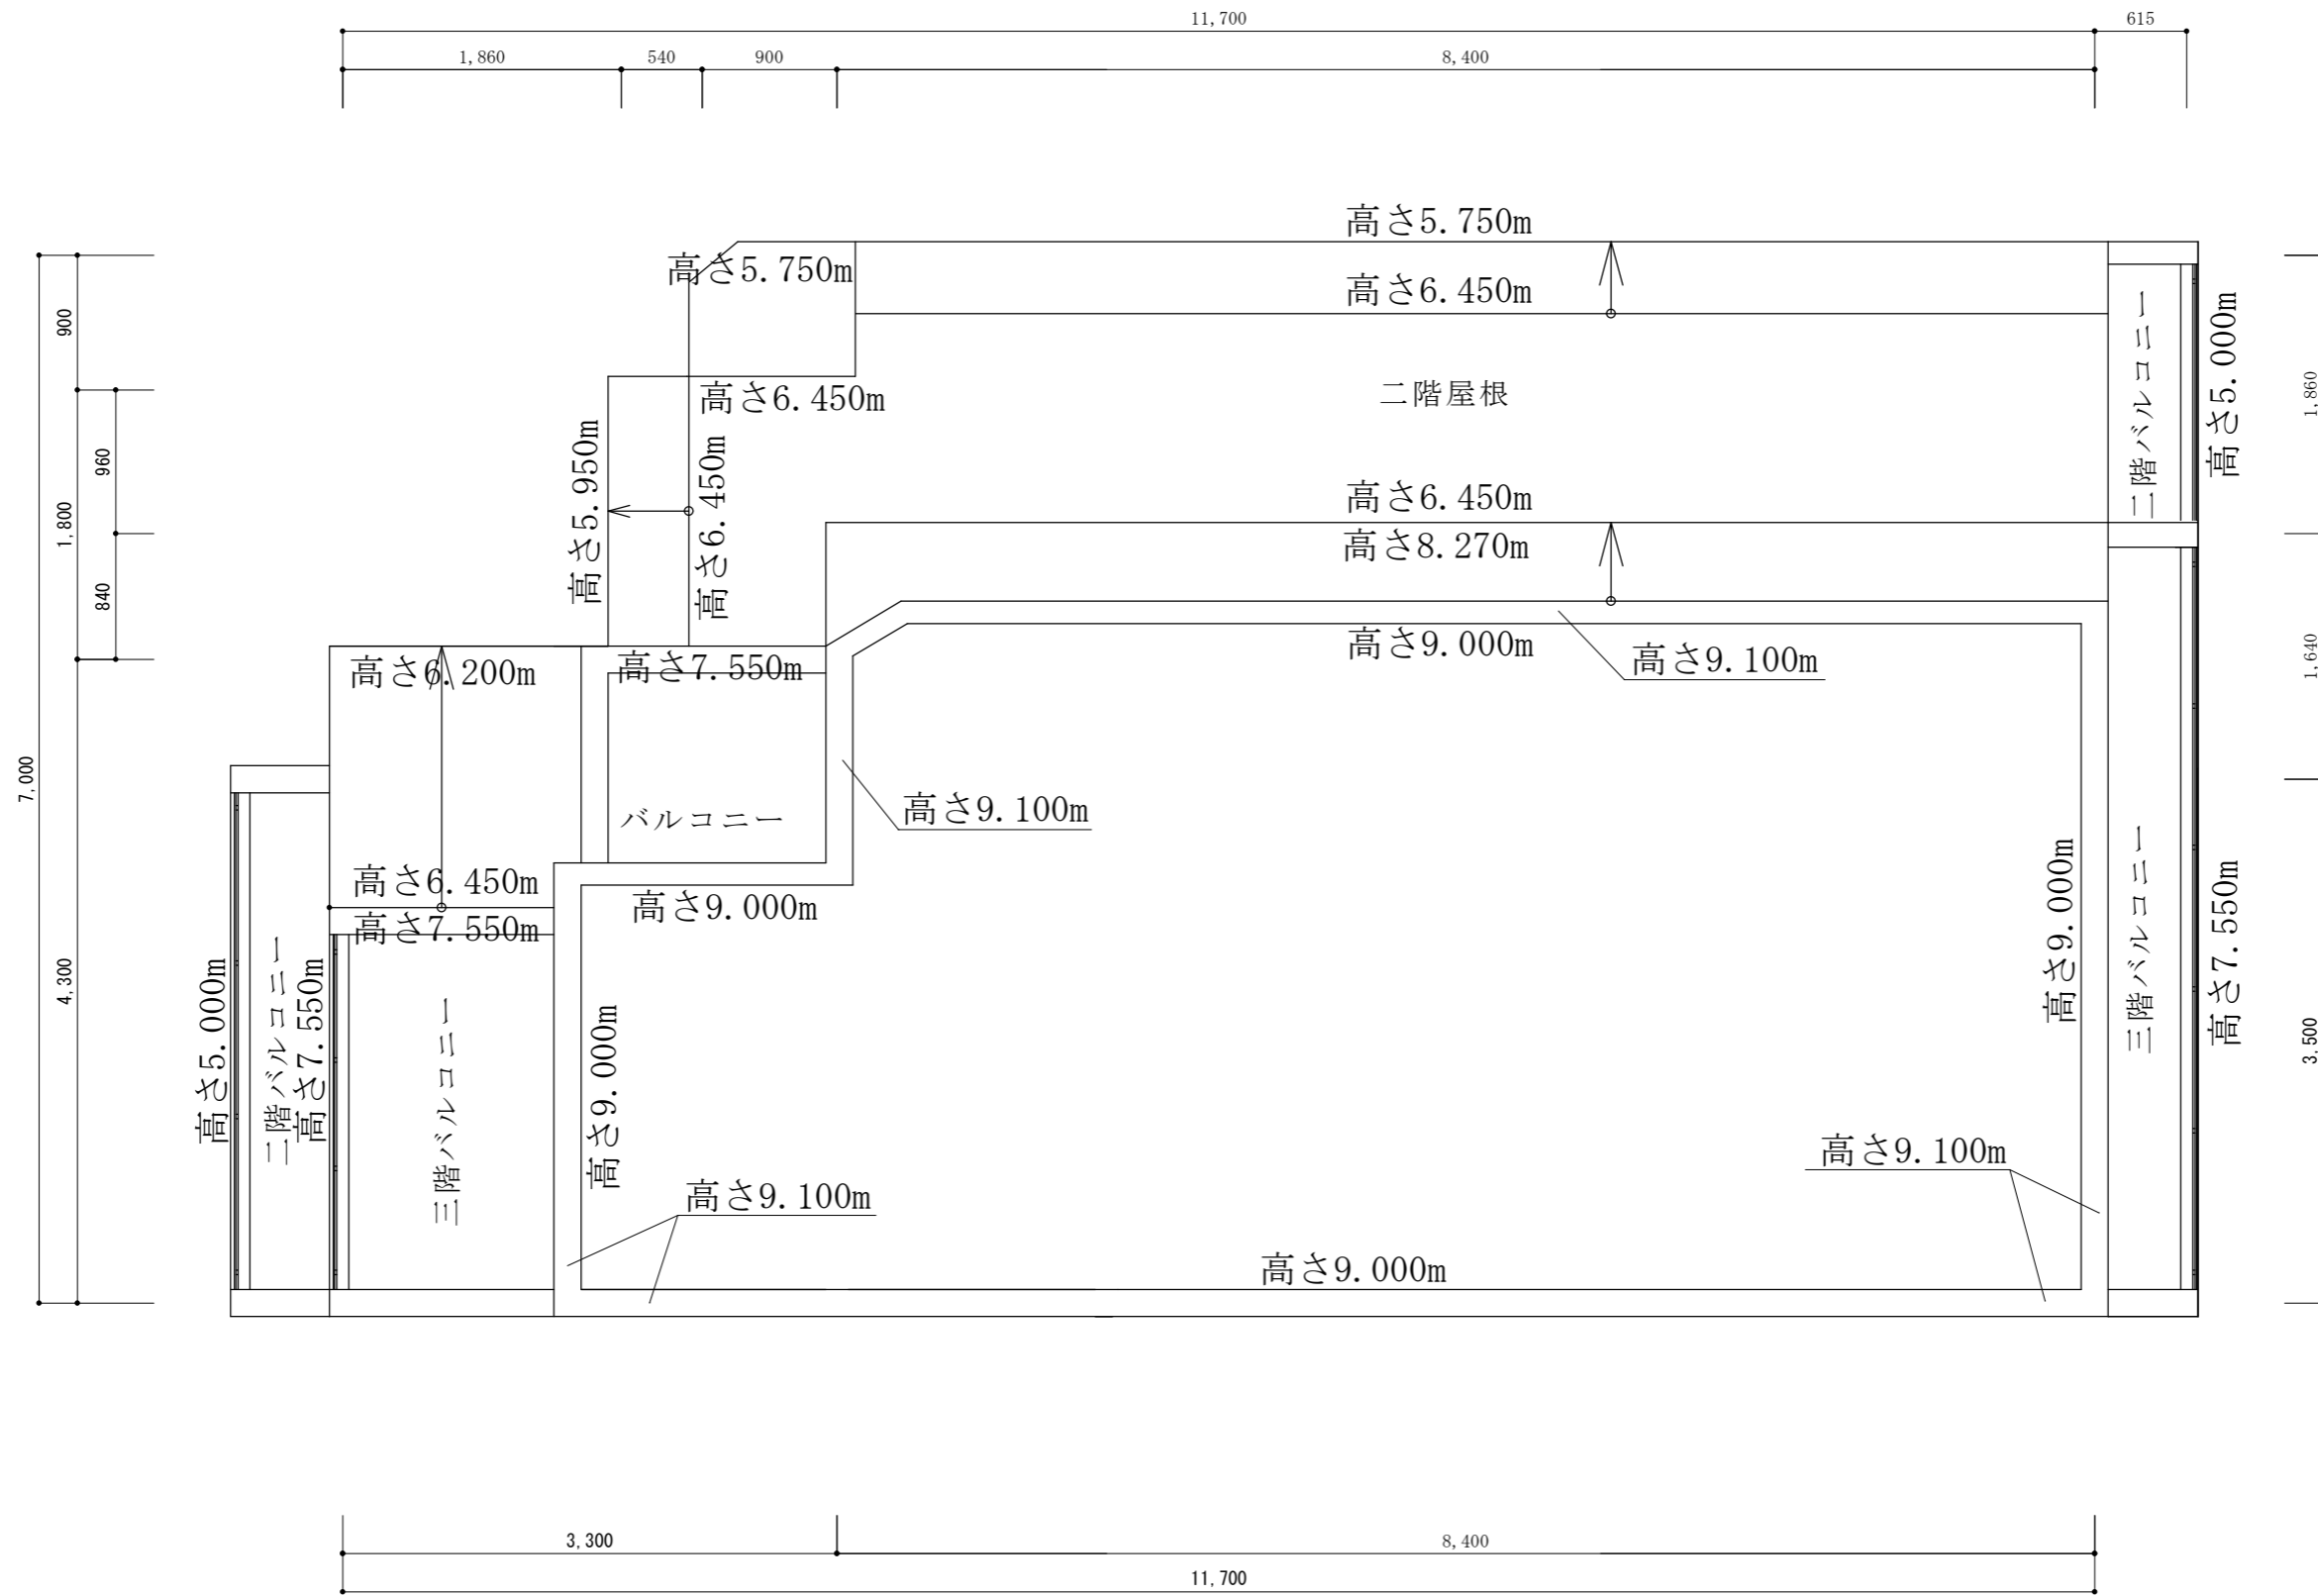 11,700
615
1,860
540
900
8,400
高さ5.750m
高さ5.750m
高さ6.450m
900
二階バルコニー
高さ5.000m
1,860
高さ6.450m
二階屋根
960
1,800
高さ5.950m
高さ6.450m
高さ6.450m
高さ8.270m
840
高さ6.200m
高さ7.550m
高さ9.000m
高さ9.100m
1,640
7,000
バルコニー
高さ9.100m
高さ6.450m
高さ7.550m
高さ9.000m
高さ9.000m
三階バルコニー
高さ7.550m
4,300
高さ5.000m
二階バルコニー
高さ7.550m
三階バルコニー
高さ9.000m
3,500
高さ9.100m
高さ9.100m
高さ9.000m
3,300
8,400
11,700